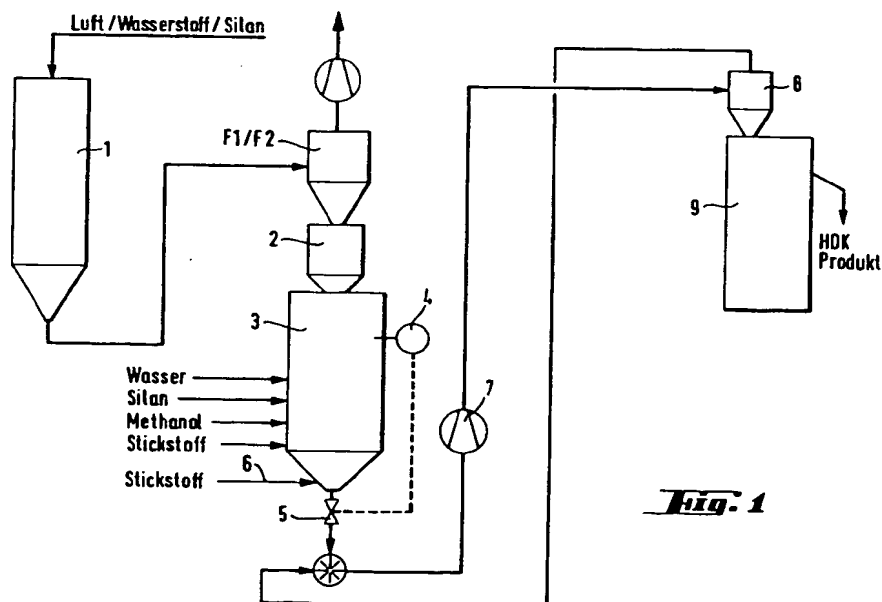 Luft/Wasserstoff/Silan
1
F1/F2
2
3
4
Wasser
Silan
Methanol
Stickstoff
Stickstoff
6
5
7
8
9
HDK
Produkt
Fig. 1